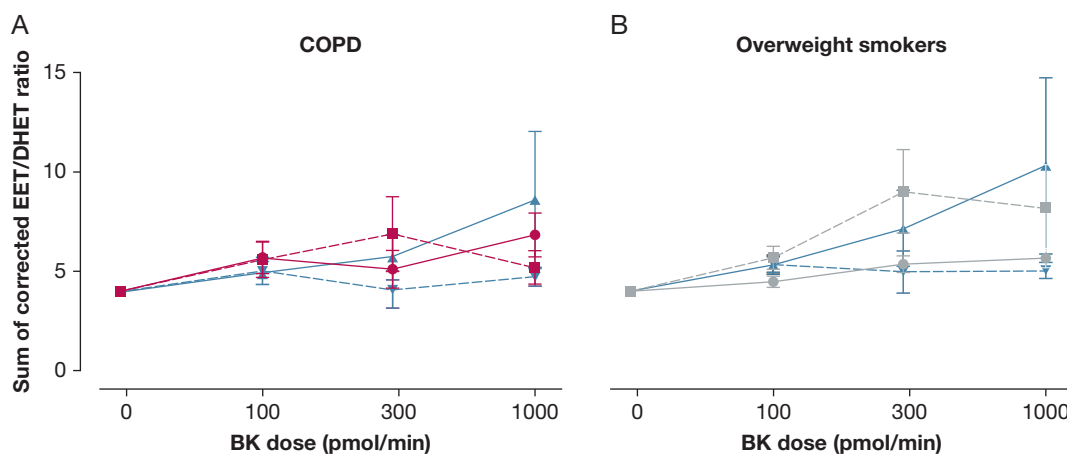 A
COPD
B
Overweight smokers
Sum of corrected EET/DHET ratio
15
10
5
0
0 100 300 1000
0 100 300 1000
BK dose (pmol/min)
BK dose (pmol/min)